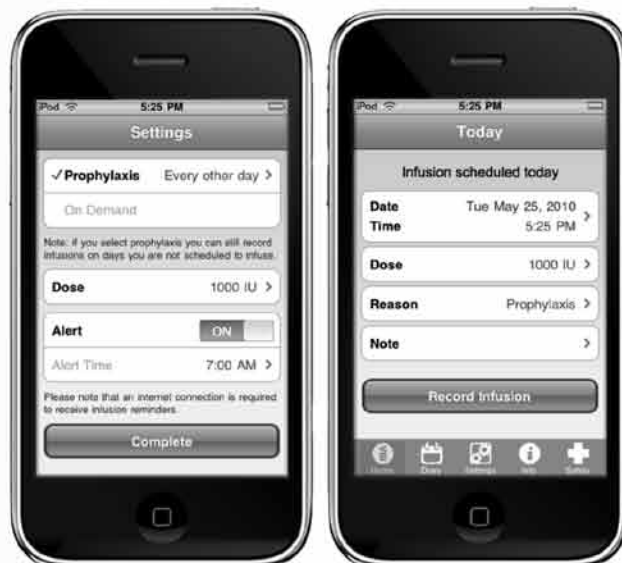 iPod 5:25 PM
Settings
✓Prophylaxis Every other day >
On Demand
Note: if you select prophylaxis you can still record
infusions on days you are not scheduled to infuse.
Dose 1000 IU >
Alert ON
Alert Time 7:00 AM >
Please note that an internet connection is required
to receive infusion reminders.
Complete
iPod 5:25 PM
Today
Infusion scheduled today
Date Tue May 25, 2010
Time 5:25 PM
>
Dose 1000 IU >
Reason Prophylaxis >
Note >
Record Infusion
Diary Settings Info